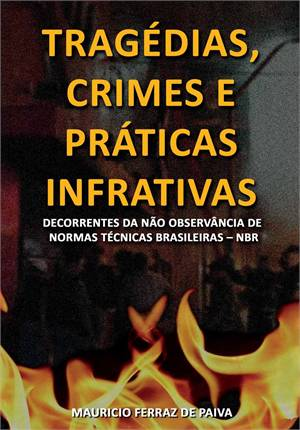 TRAGÉDIAS,
CRIMES E
PRÁTICAS
INFRATIVAS
DECORRENTES DA NÃO OBSERVÂNCIA DE
NORMAS TÉCNICAS BRASILEIRAS – NBR
MAURICIO FERRAZ DE PAIVA